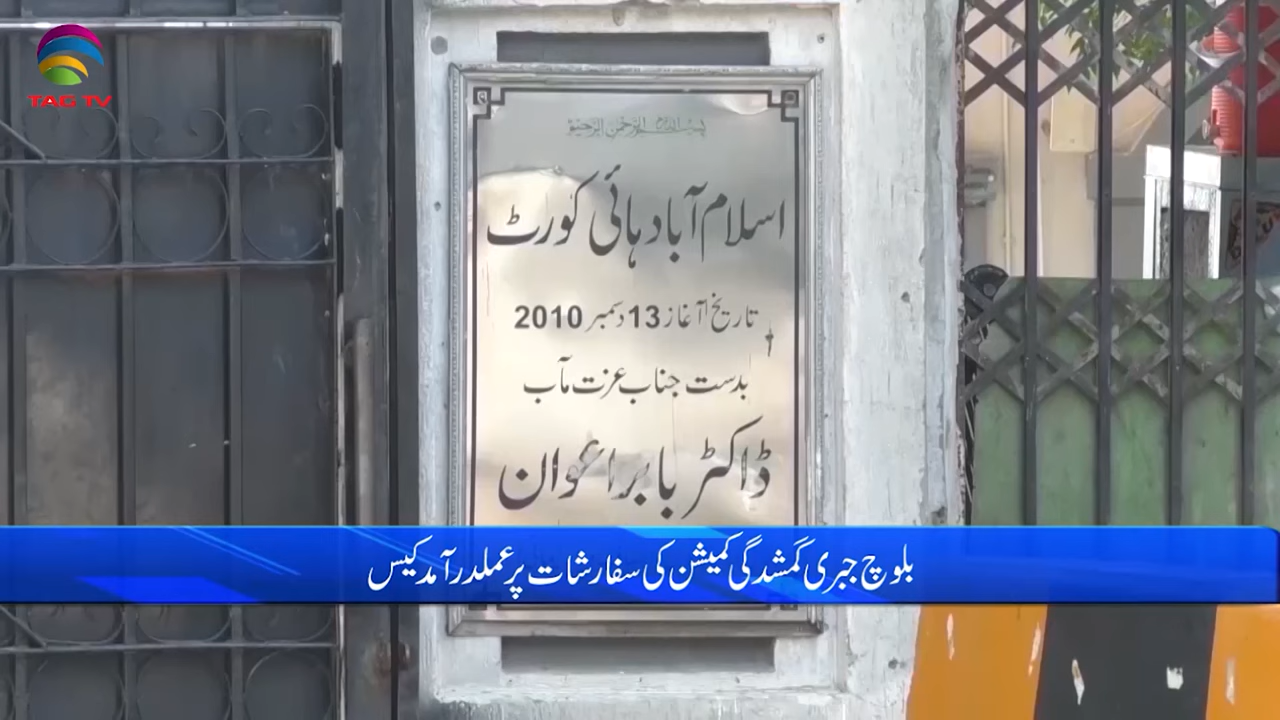 TAG TV
بسم اللہ الرحمن الرحیم
اسلام آباد ہائی کورٹ
تاریخ آغاز 13 دسمبر 2010
بدست جناب عزت مآب
ڈاکٹر بابر اعوان
بلوچ جبری گمشدگی کمیشن کی سفارشات پر عملدرآمد کیس